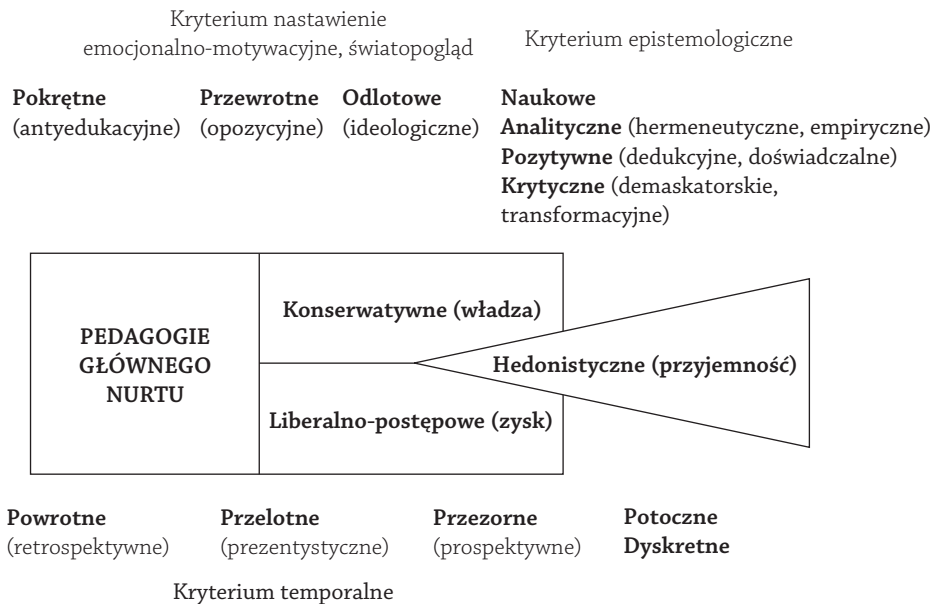 Kryterium nastawienie
emocjonalno-motywacyjne, światopogląd
Kryterium epistemologiczne
Pokrętne
(antyedukacyjne)
Przewrotne
(opozycyjne)
Odlotowe
(ideologiczne)
Naukowe
Analityczne (hermeneutyczne, empiryczne)
Pozytywne (dedukcyjne, doświadczalne)
Krytyczne (demaskatorskie,
transformacyjne)
PEDAGOGIE
GŁÓWNEGO
NURTU
Konserwatywne (władza)
Hedonistyczne (przyjemność)
Liberalno-postępowe (zysk)
Powrotne
(retrospektywne)
Przelotne
(prezentystyczne)
Przezorne
(prospektywne)
Potoczne
Dyskretne
Kryterium temporalne